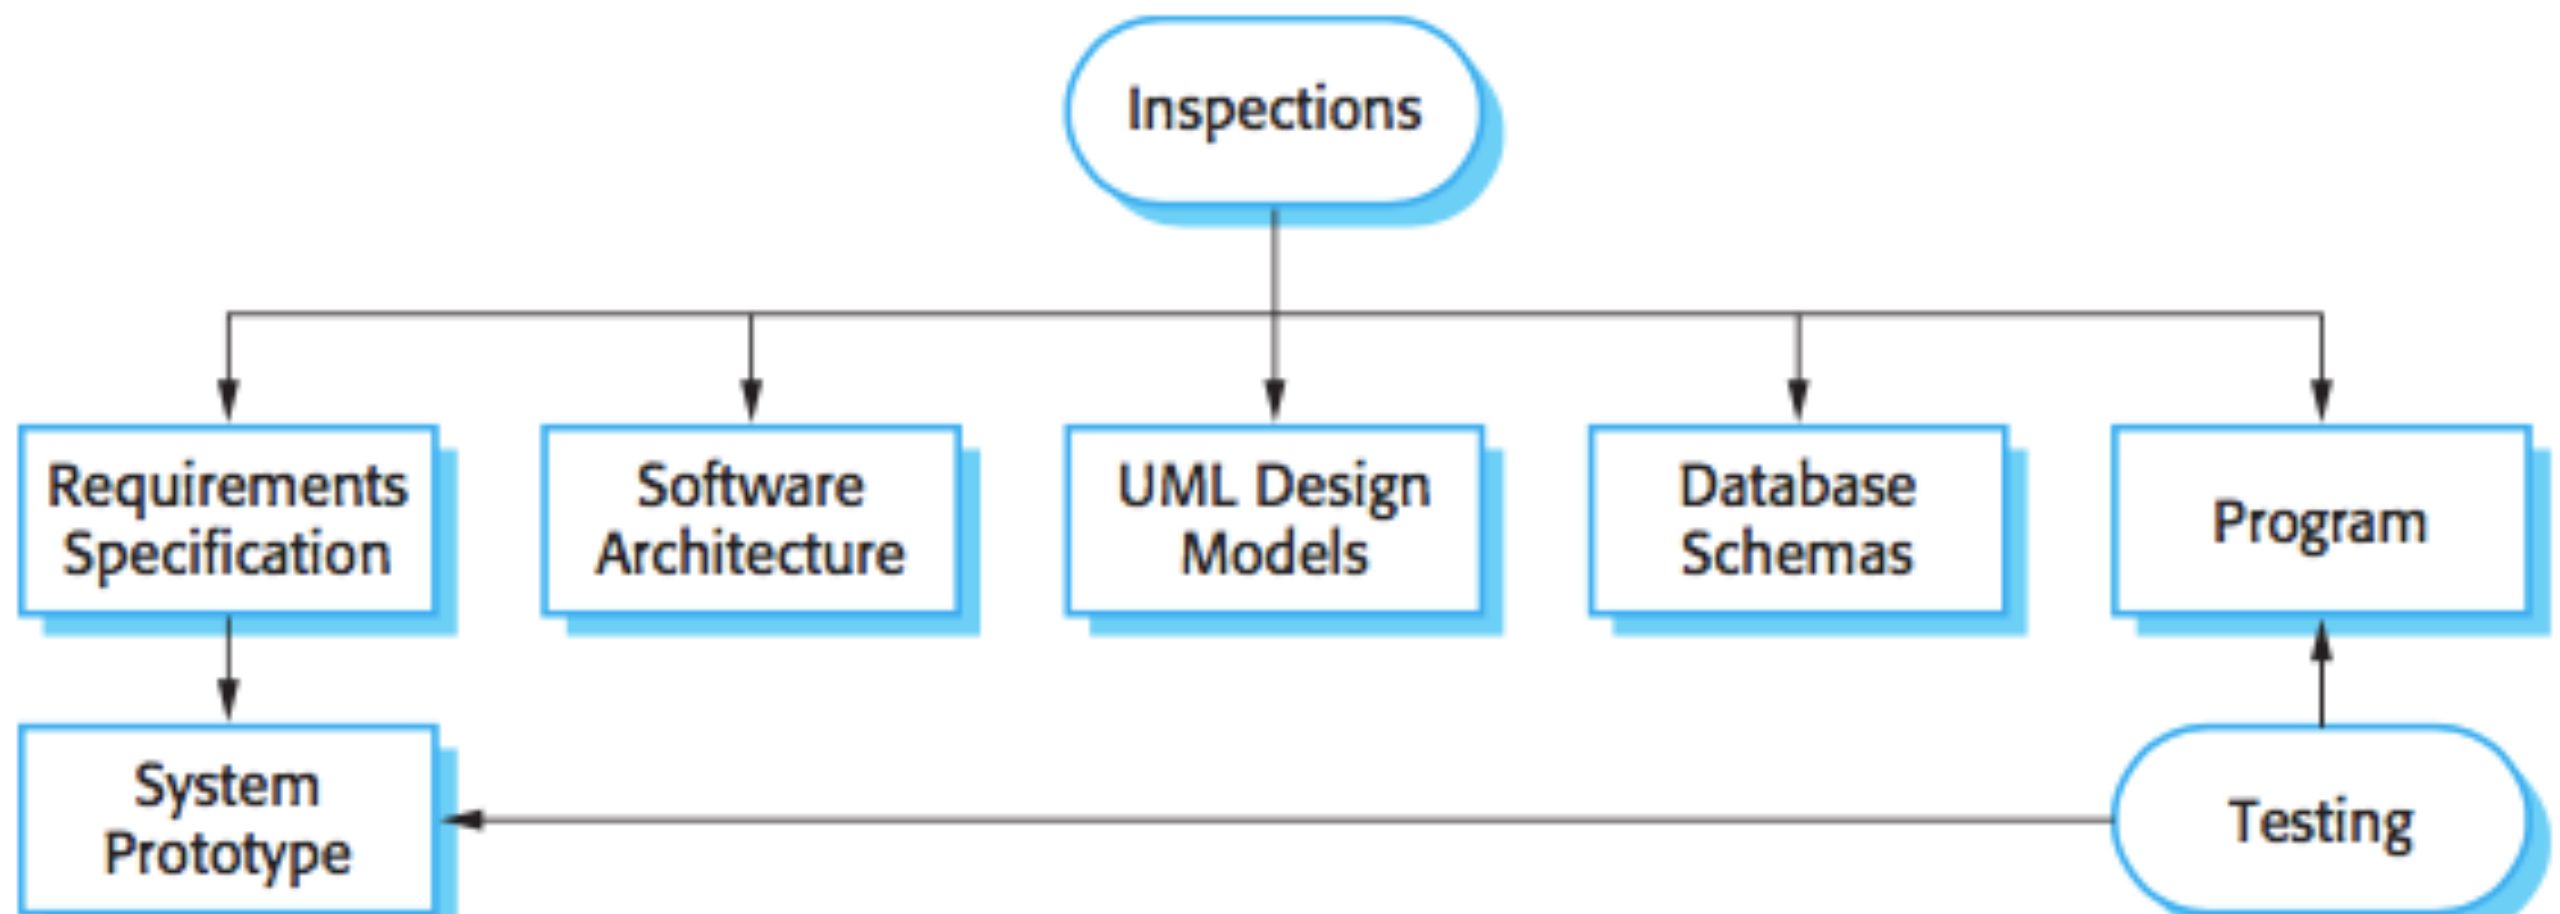 Inspections
Requirements
Specification
Software
Architecture
UML Design
Models
Database
Schemas
Program
System
Prototype
Testing